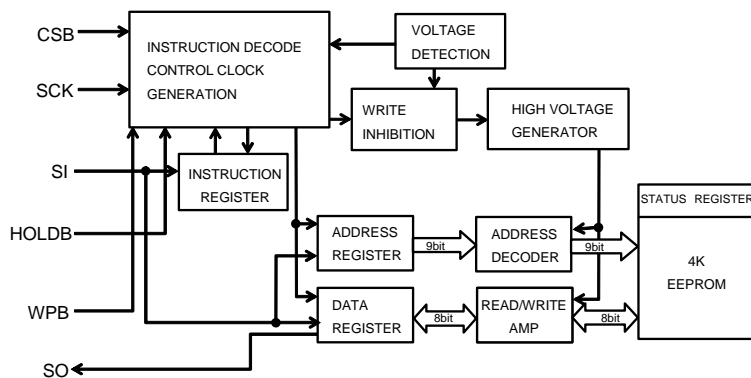 CSB
SCK
SI
HOLDB
WPB
SO
INSTRUCTION DECODE
CONTROL CLOCK
GENERATION
VOLTAGE
DETECTION
WRITE
INHIBITION
HIGH VOLTAGE
GENERATOR
INSTRUCTION
REGISTER
ADDRESS
REGISTER
9bit
ADDRESS
DECODER
9bit
STATUS REGISTER
4K
EEPROM
DATA
REGISTER
8bit
READ/WRITE
AMP
8bit